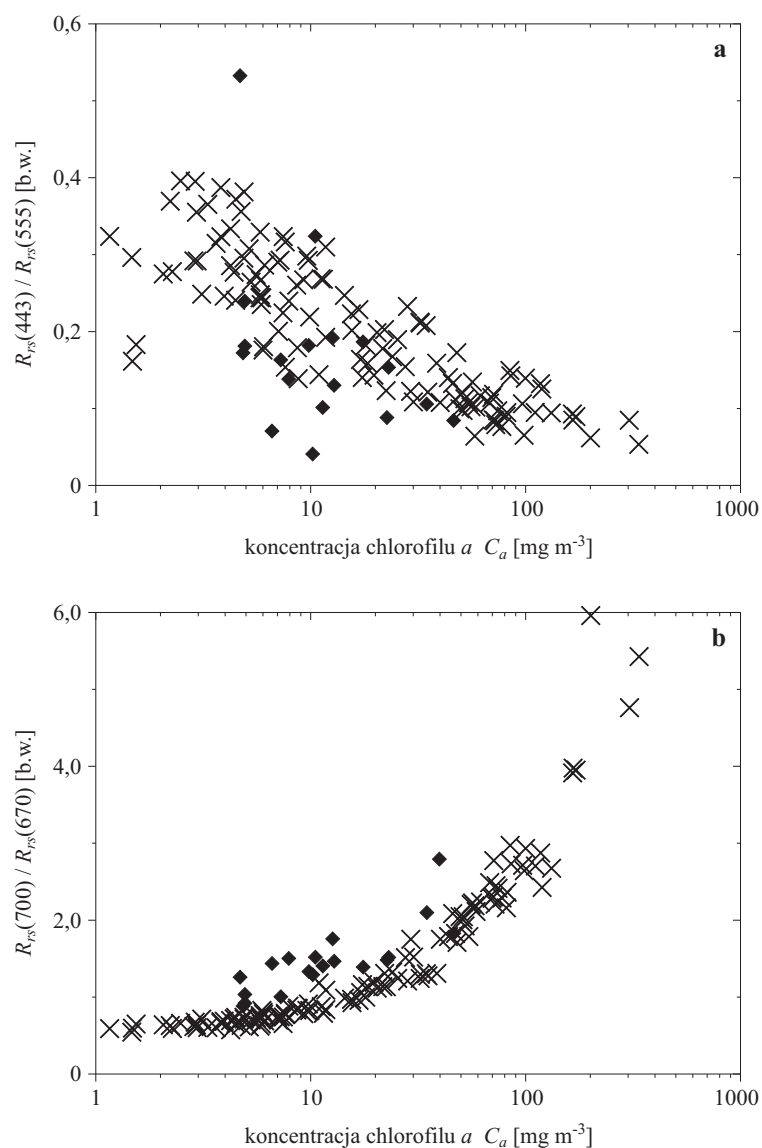 0,6
a
0,4
0,2
0
R_rs(443) / R_rs(555) [b.w.]
1 10 100 1000
koncentracja chlorofilu a C_a [mg m⁻³]
6,0
b
4,0
2,0
0
R_rs(700) / R_rs(670) [b.w.]
1 10 100 1000
koncentracja chlorofilu a C_a [mg m⁻³]